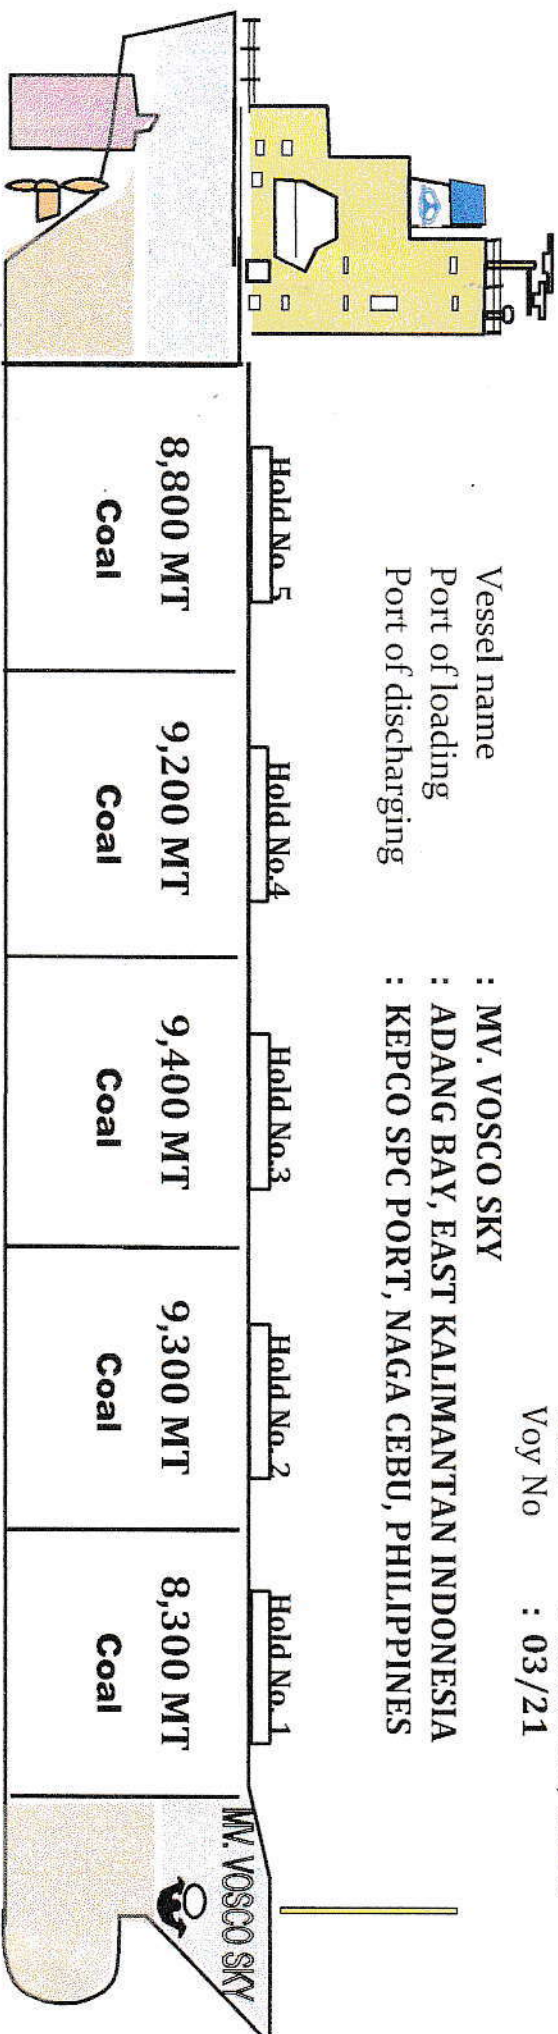 Voy No : 03/21
Vessel name : MV. VOSCO SKY
Port of loading : ADANG BAY, EAST KALIMANTAN INDONESIA
Port of discharging : KEPCO SPC PORT, NAGA CEBU, PHILIPPINES
Hold No. 5 Hold No.4 Hold No.3 Hold No. 2 Hold No. 1
8,800 MT 9,200 MT 9,400 MT 9,300 MT 8,300 MT
Coal Coal Coal Coal Coal
MV. VOSCO SKY